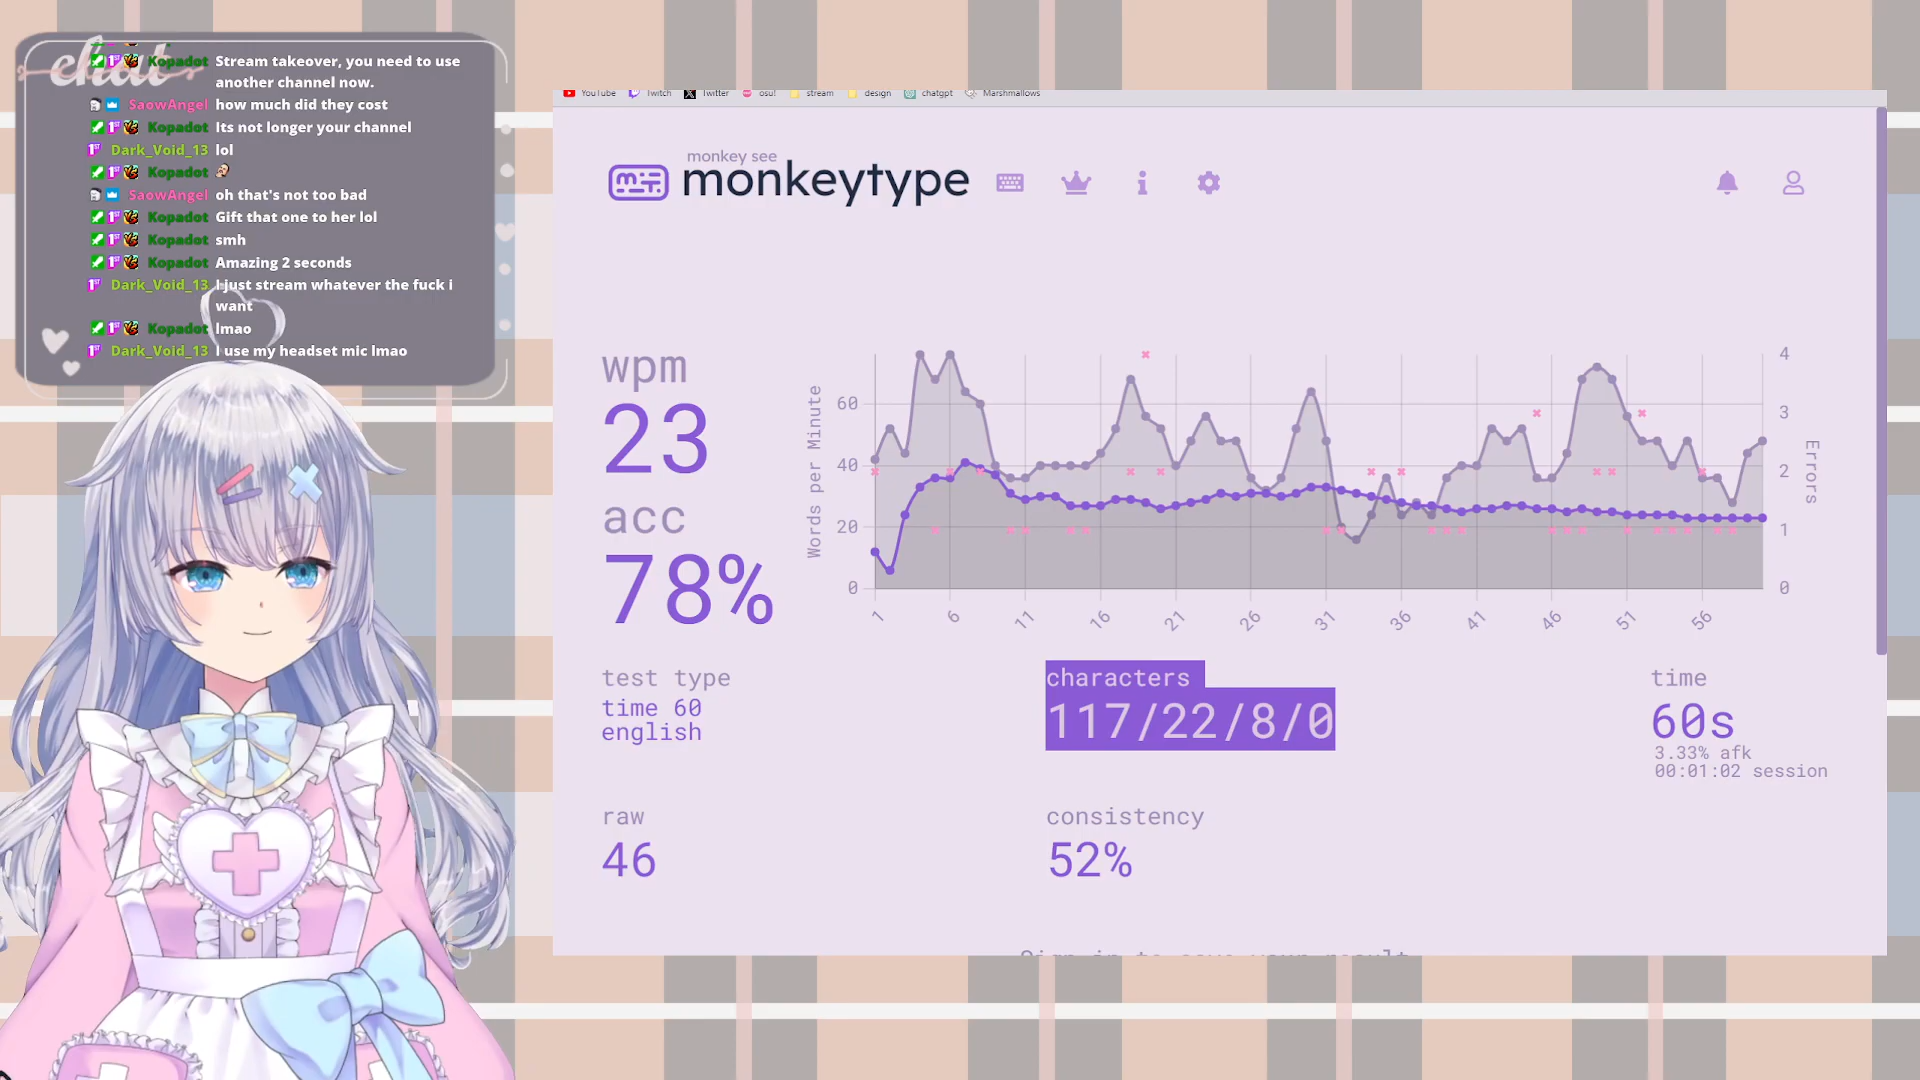 chat
Kopadot Stream takeover, you need to use
another channel now.
SaowAngel how much did they cost
Kopadot Its not longer your channel
Dark_Void_13 lol
Kopadot
SaowAngel oh that's not too bad
Kopadot Gift that one to her lol
Kopadot smh
Kopadot Amazing 2 seconds
Dark_Void_13 I just stream whatever the fuck i
want
Kopadot lmao
Dark_Void_13 I use my headset mic lmao
YouTube Twitch Twitter osu! stream design chatgpt Marshmallows
monkey see
monkeytype
wpm
23
acc
78%
Words per Minute
60
40
20
0
4
3
2
1
0
Errors
1 6 11 16 21 26 31 36 41 46 51 56
test type
time 60
english
characters
117/22/8/0
time
60s
3.33% afk
00:01:02 session
raw
46
consistency
52%
Sign in to save your result